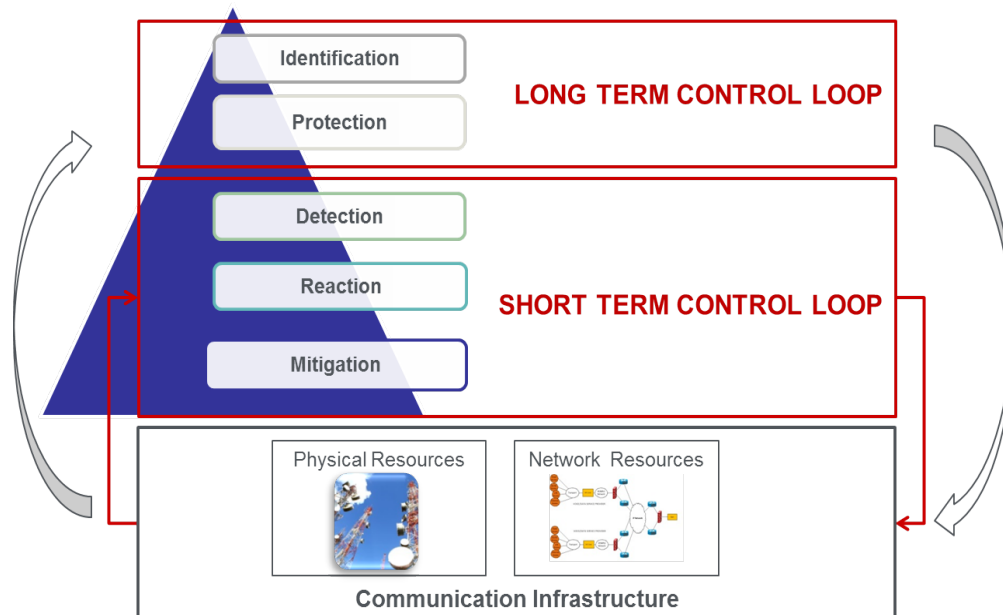 Identification
LONG TERM CONTROL LOOP
Protection
Detection
Reaction
SHORT TERM CONTROL LOOP
Mitigation
Physical Resources
Network Resources
Communication Infrastructure